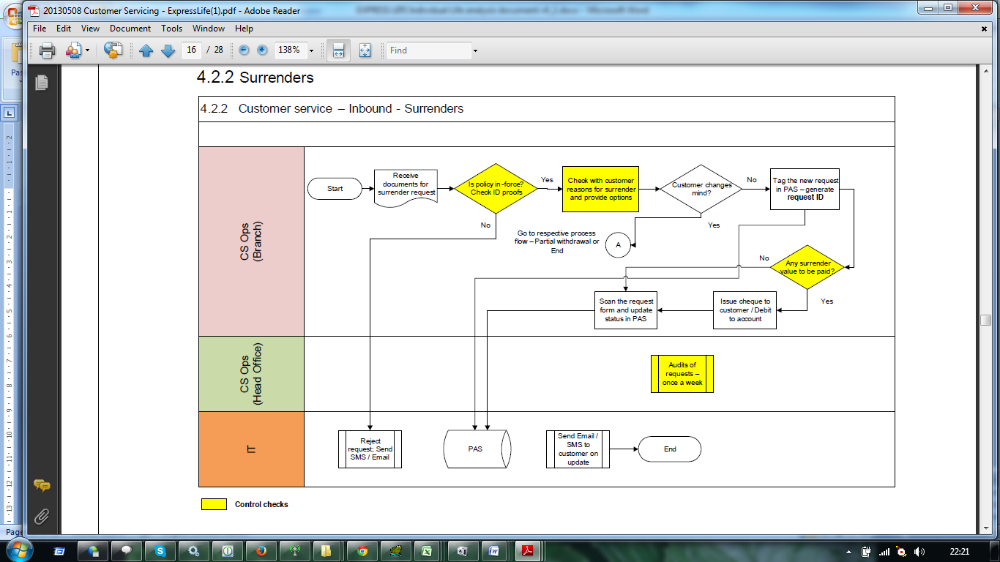 20130508 Customer Servicing - ExpressLife(1).pdf - Adobe Reader
File Edit View Document Tools Window Help
16 / 28 138% Find
4.2.2 Surrenders
4.2.2 Customer service – Inbound - Surrenders
CS Ops
(Branch)
Start
Receive
documents for
surrender request
Is policy in-force?
Check ID proofs
Yes
No
Check with customer
reasons for surrender
and provide options
Customer changes
mind?
No
Yes
Tag the new request
in PAS – generate
request ID
Go to respective process
flow – Partial withdrawal or
End
A
Any surrender
value to be paid?
No
Yes
Scan the request
form and update
status in PAS
Issue cheque to
customer / Debit
to account
CS Ops
(Head Office)
Audits of
requests –
once a week
IT
Reject
request; Send
SMS / Email
PAS
Send Email /
SMS to
customer on
update
End
Control checks
22:21